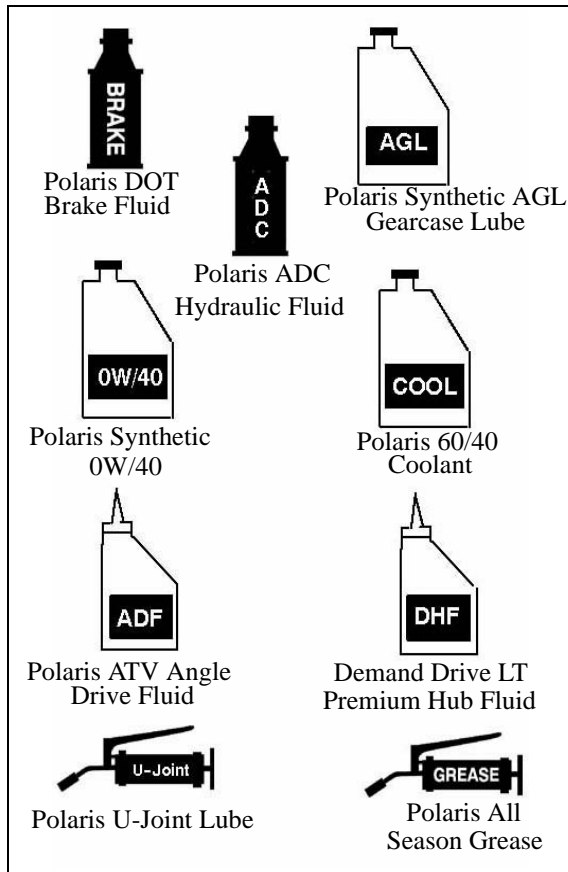 BRAKE
Polaris DOT
Brake Fluid
AGL
Polaris Synthetic AGL
Gearcase Lube
A
D
C
Polaris ADC
Hydraulic Fluid
0W/40
Polaris Synthetic
0W/40
COOL
Polaris 60/40
Coolant
ADF
Polaris ATV Angle
Drive Fluid
DHF
Demand Drive LT
Premium Hub Fluid
U-Joint
Polaris U-Joint Lube
GREASE
Polaris All
Season Grease